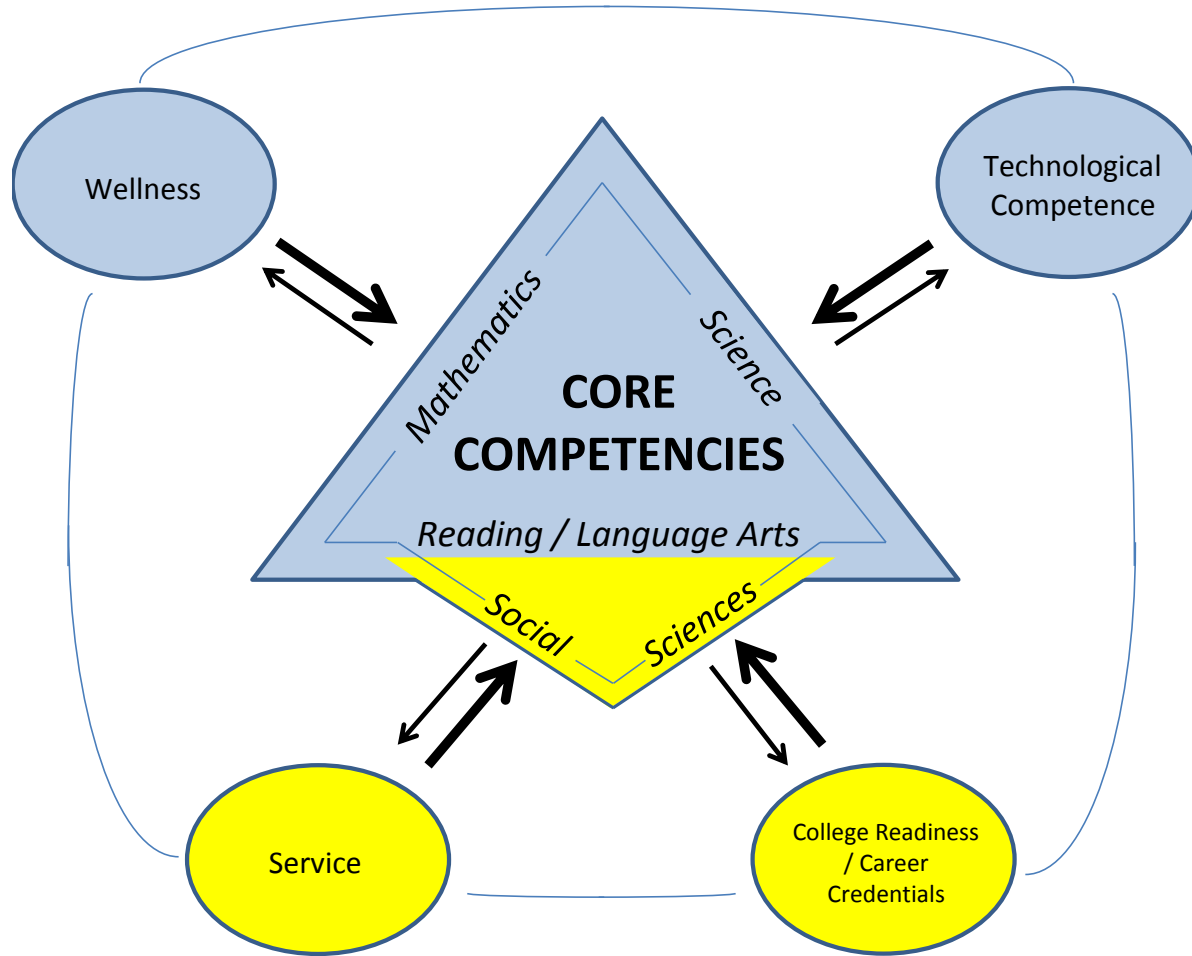 Wellness
Technological
Competence
Mathematics
Science
CORE
COMPETENCIES
Reading / Language Arts
Social
Sciences
Service
College Readiness
/ Career
Credentials